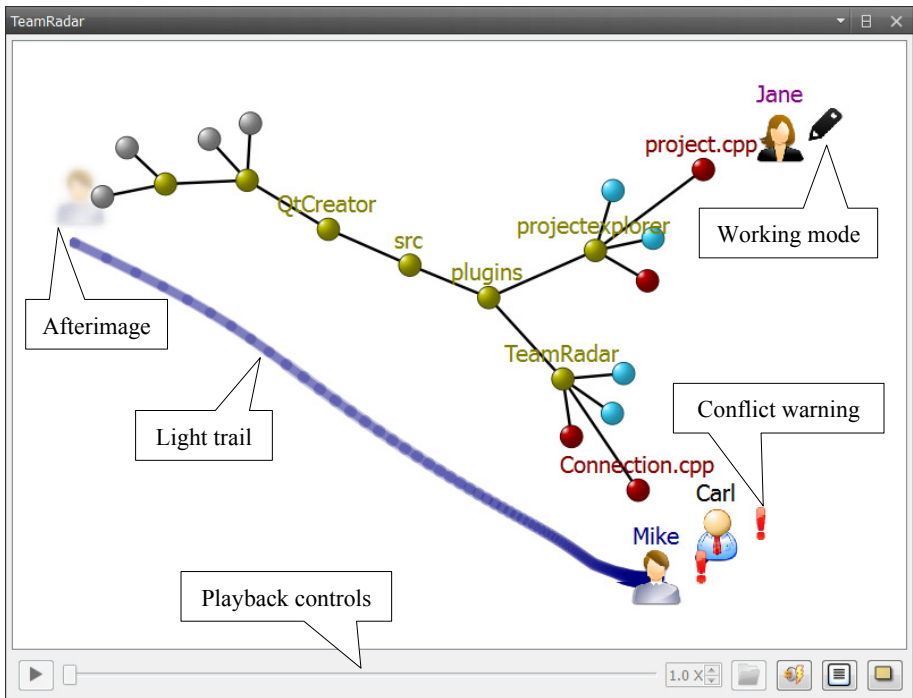 TeamRadar
Jane
project.cpp
QtCreator
projectexplorer
Working mode
src
plugins
Afterimage
TeamRadar
Conflict warning
Light trail
Connection.cpp
Carl
Mike
Playback controls
1.0 X